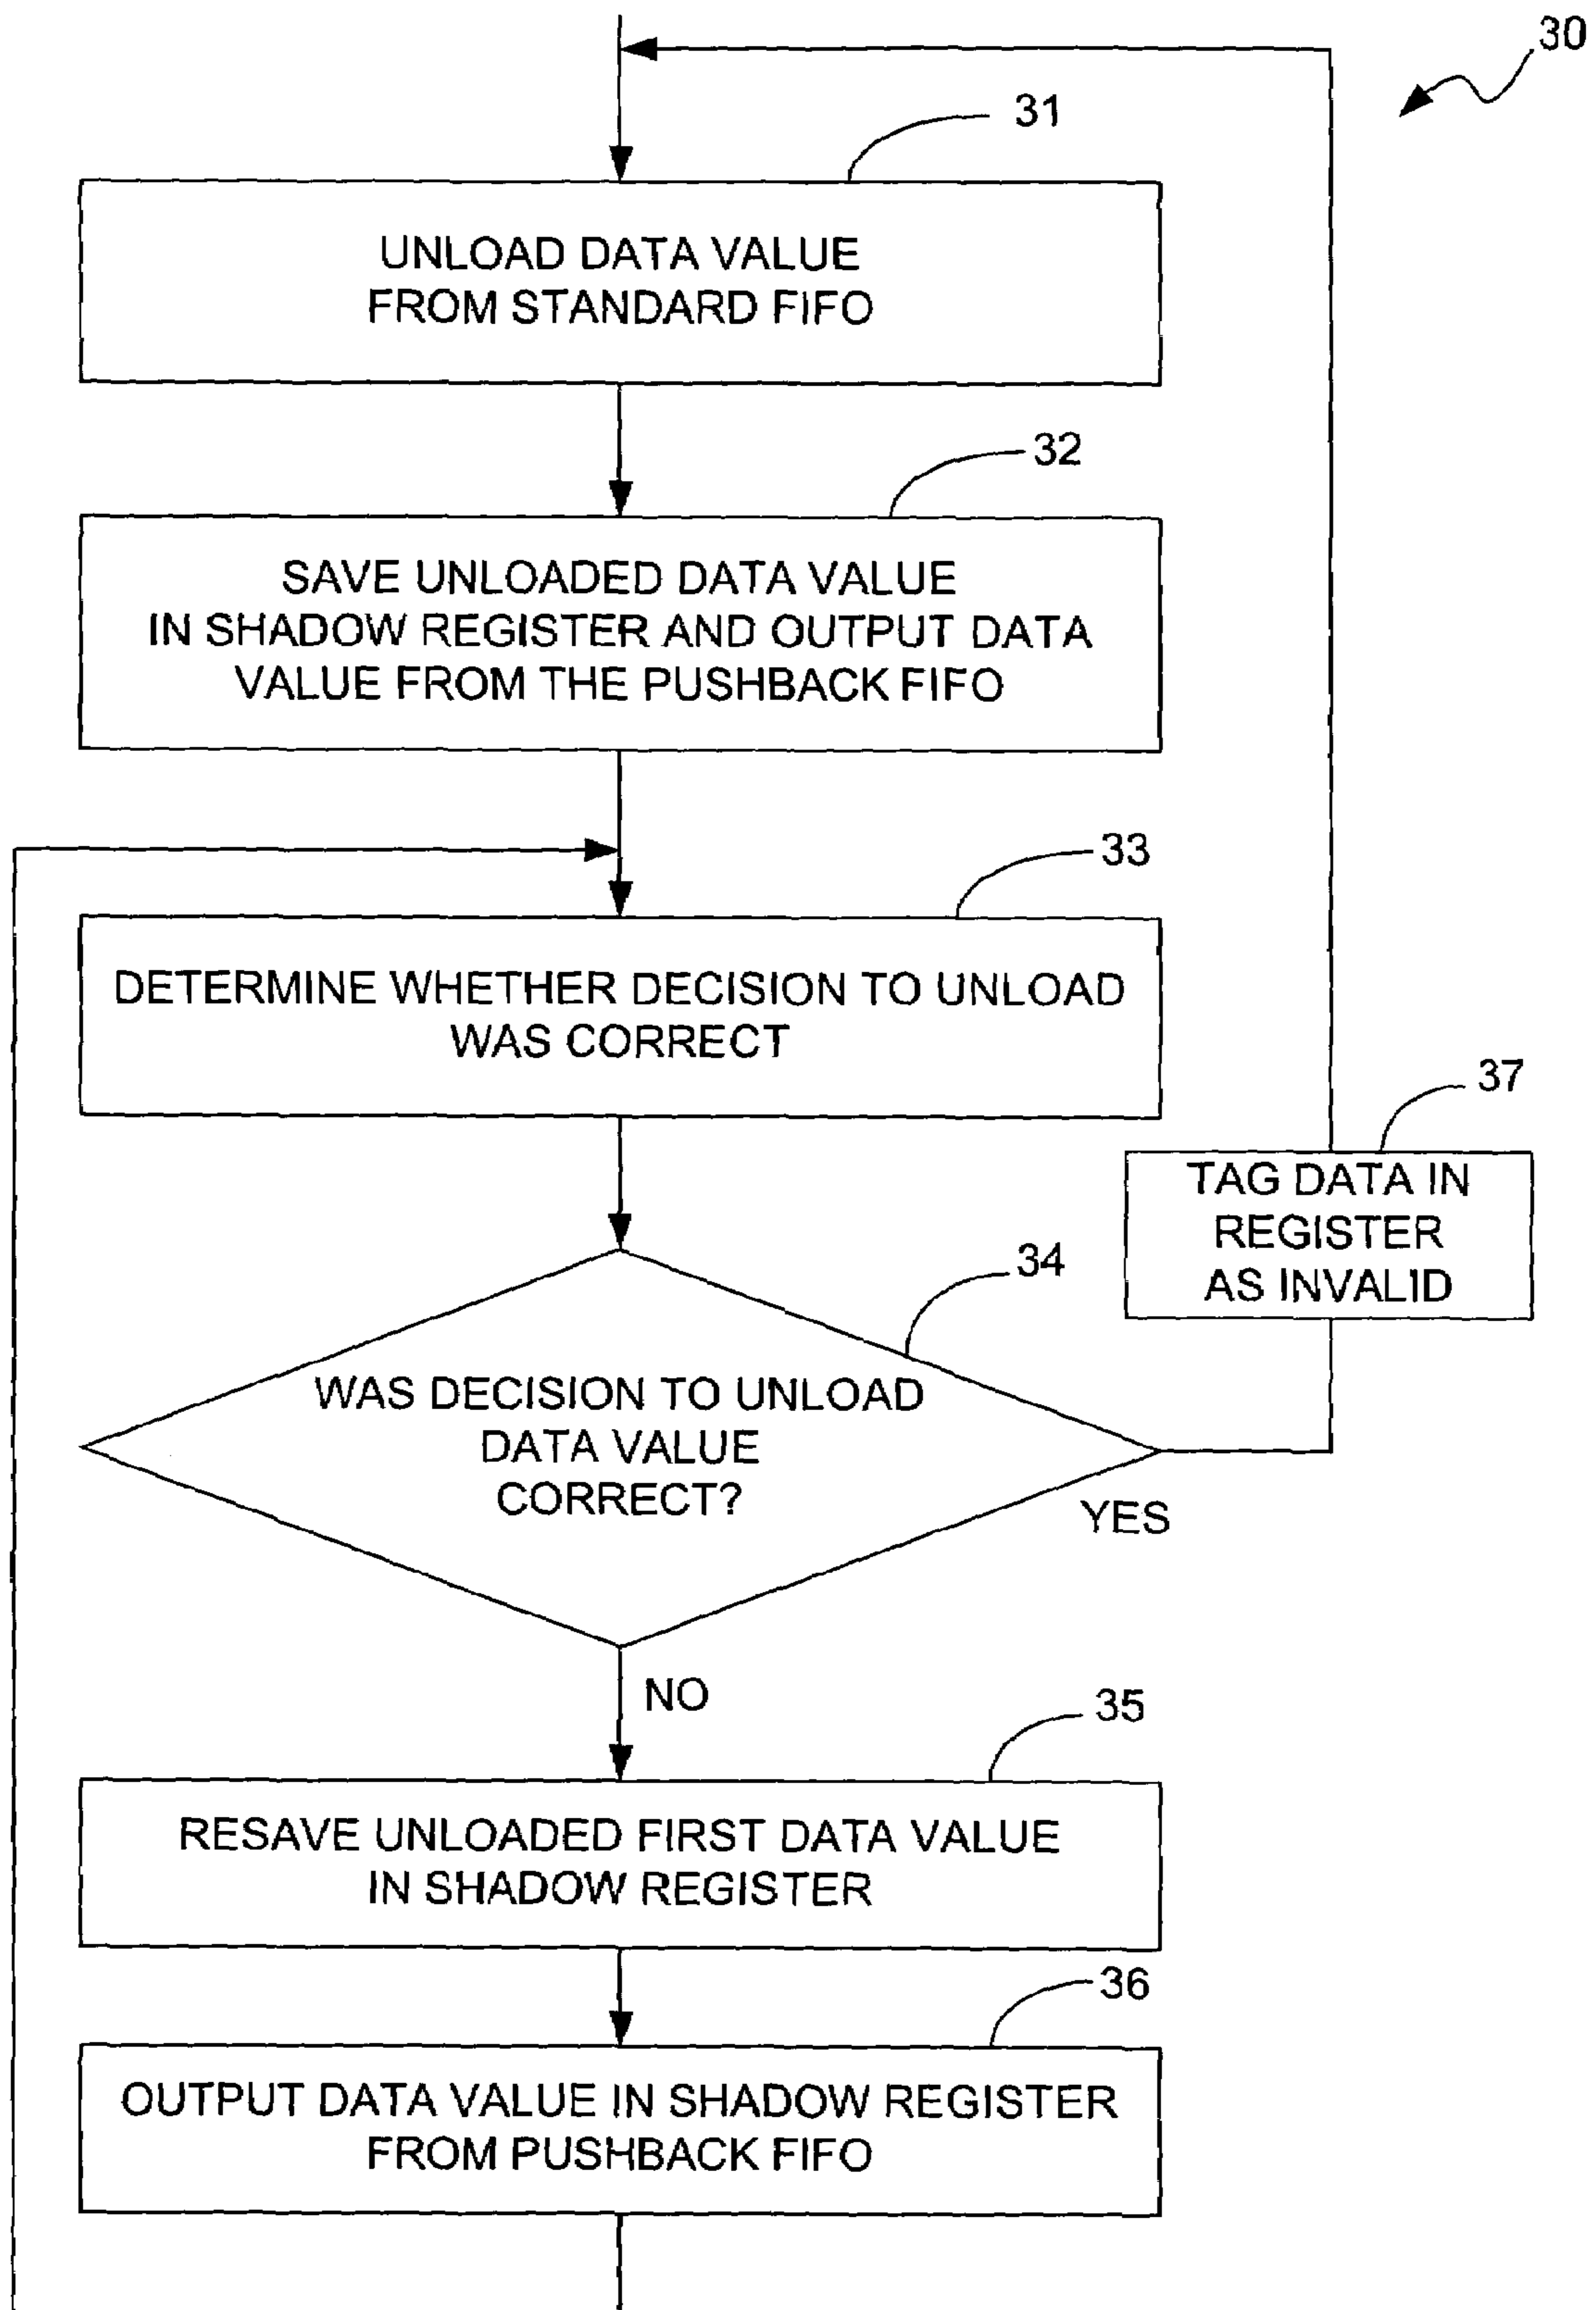 30
31
UNLOAD DATA VALUE
FROM STANDARD FIFO
32
SAVE UNLOADED DATA VALUE
IN SHADOW REGISTER AND OUTPUT DATA
VALUE FROM THE PUSHBACK FIFO
33
DETERMINE WHETHER DECISION TO UNLOAD
WAS CORRECT
37
TAG DATA IN
REGISTER
AS INVALID
34
WAS DECISION TO UNLOAD
DATA VALUE
CORRECT?
YES
NO
35
RESAVE UNLOADED FIRST DATA VALUE
IN SHADOW REGISTER
36
OUTPUT DATA VALUE IN SHADOW REGISTER
FROM PUSHBACK FIFO